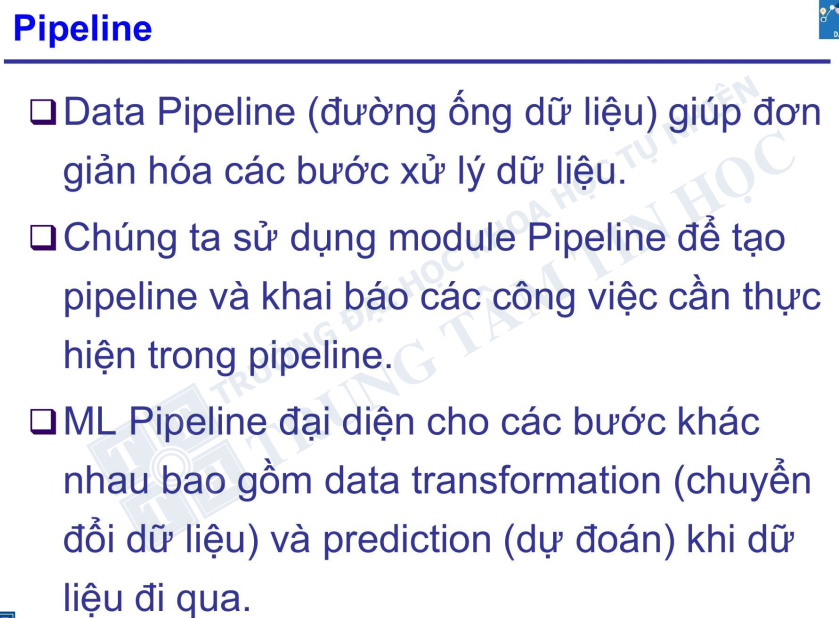 Pipeline
Data Pipeline (đường ống dữ liệu) giúp đơn
giản hóa các bước xử lý dữ liệu.
Chúng ta sử dụng module Pipeline để tạo
pipeline và khai báo các công việc cần thực
hiện trong pipeline.
ML Pipeline đại diện cho các bước khác
nhau bao gồm data transformation (chuyển
đổi dữ liệu) và prediction (dự đoán) khi dữ
liệu đi qua.
TRƯỜNG ĐẠI HỌC KHOA HỌC TỰ NHIÊN
TRUNG TÂM TIN HỌC